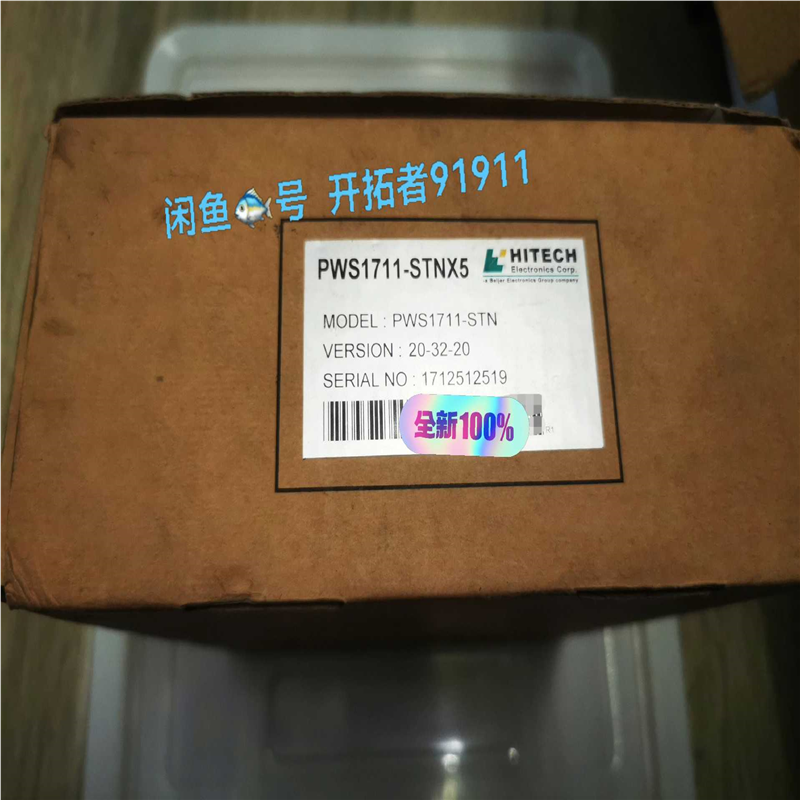 闲鱼🐟号 开拓者91911
PWS1711-STNX5
HITECH
Electronics Corp.
a Beijer Electronics Group company
MODEL : PWS1711-STN
VERSION : 20-32-20
SERIAL NO : 1712512519
全新100%
R1